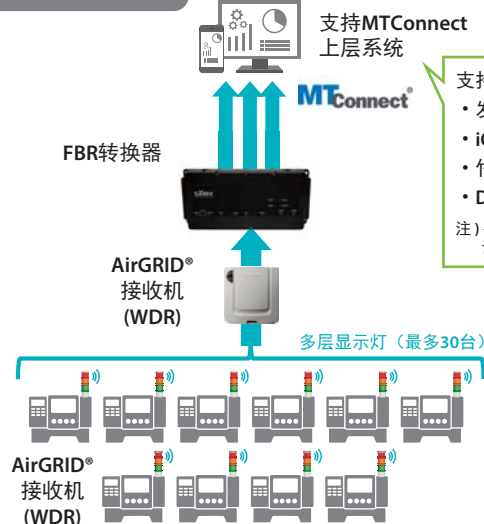 支持MTConnect
上层系统
MTConnect®
支持
FBR转换器
silex
AirGRID®
接收机
(WDR)
多层显示灯（最多30台）
AirGRID®
接收机
(WDR)